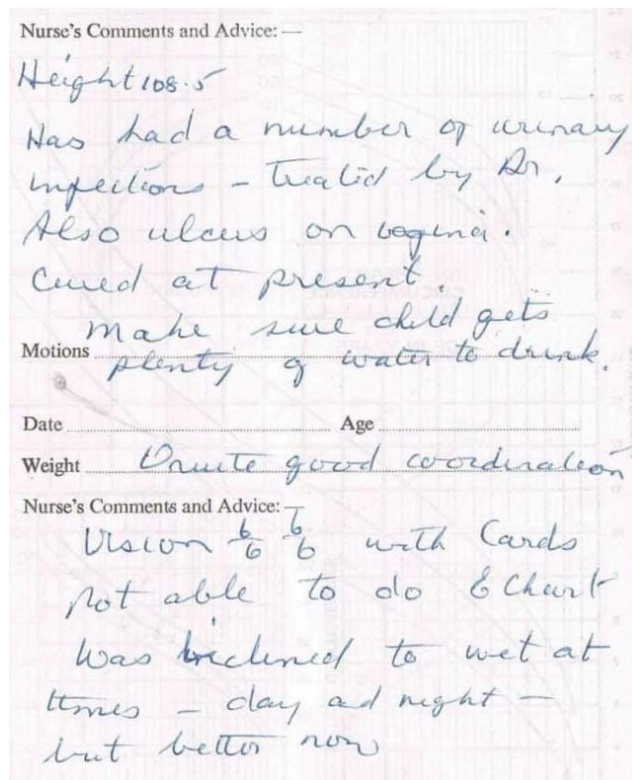 Nurse's Comments and Advice:—
Height 108.5
Has had a number of urinary
infections - treated by Dr.
Also ulcers on vagina.
Cured at present.
Make sure child gets
Motions plenty of water to drink.
Date Age
Weight Quite good coordination
Nurse's Comments and Advice:—
Vision 6/6 6/6 with Cards
not able to do E Chart
Was inclined to wet at
times - day ad night -
but better now